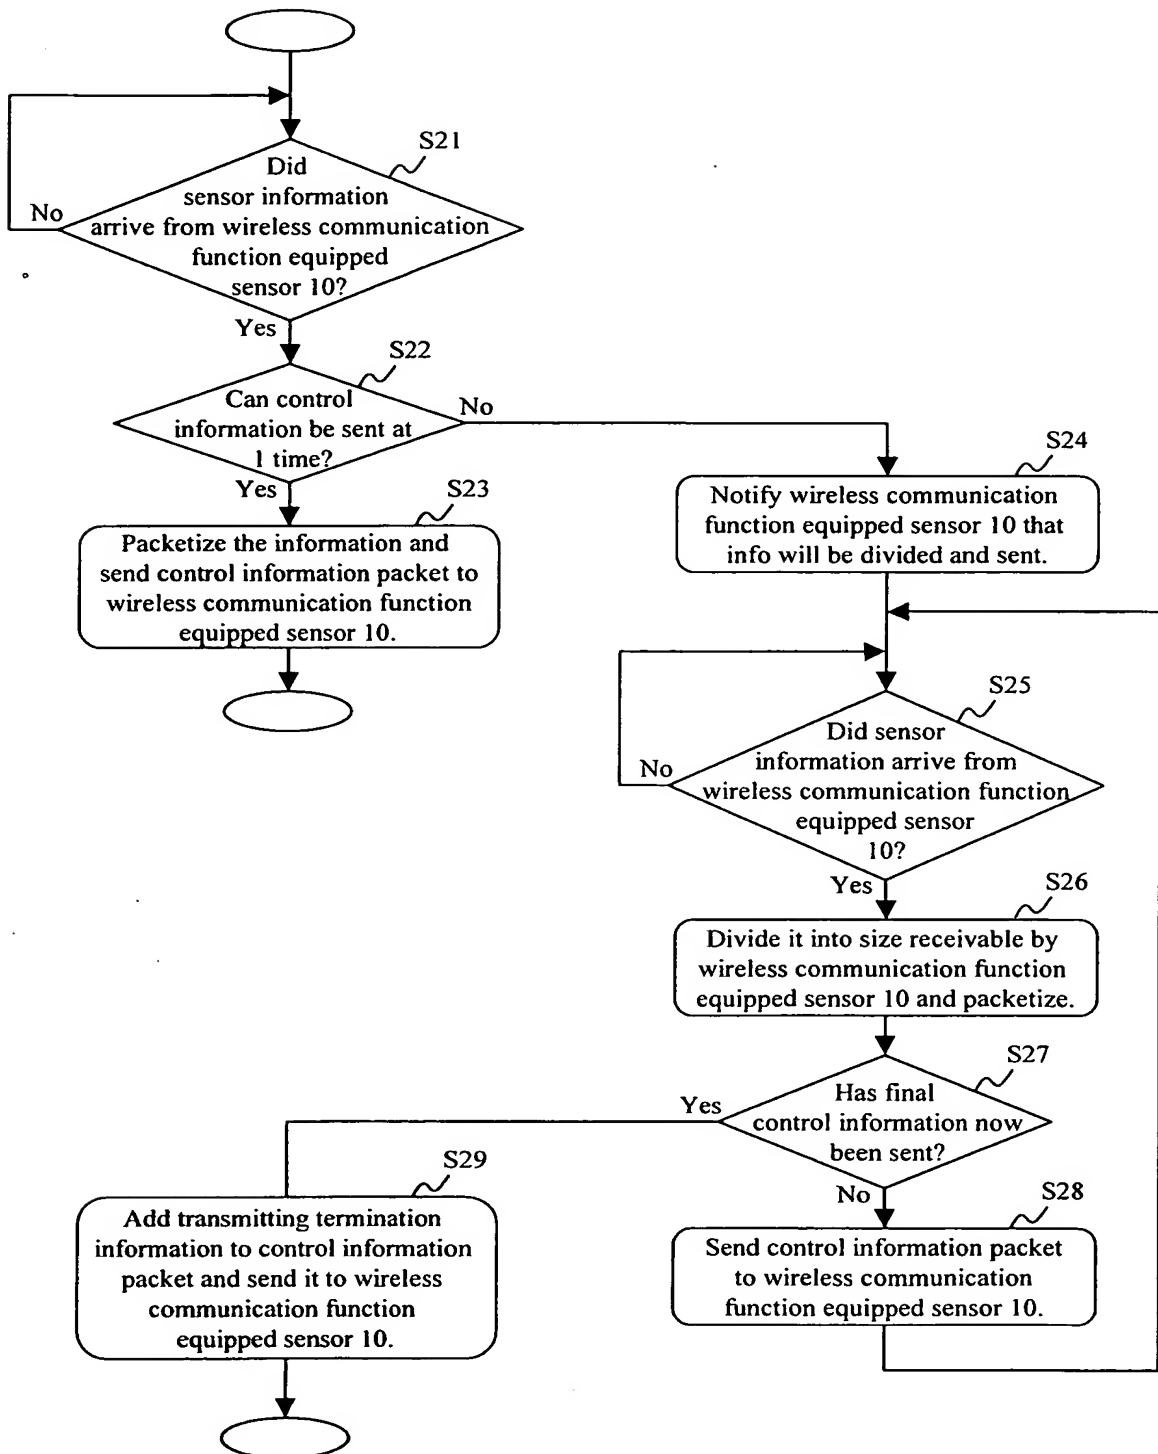 S21
Did
sensor information
arrive from wireless communication
function equipped
sensor 10?
No
Yes
S22
Can control
information be sent at
1 time?
No
Yes
S23
Packetize the information and
send control information packet to
wireless communication function
equipped sensor 10.
S24
Notify wireless communication
function equipped sensor 10 that
info will be divided and sent.
S25
Did sensor
information arrive from
wireless communication function
equipped sensor
10?
No
Yes
S26
Divide it into size receivable by
wireless communication function
equipped sensor 10 and packetize.
S27
Has final
control information now
been sent?
Yes
No
S28
Send control information packet
to wireless communication
function equipped sensor 10.
S29
Add transmitting termination
information to control information
packet and send it to wireless
communication function
equipped sensor 10.